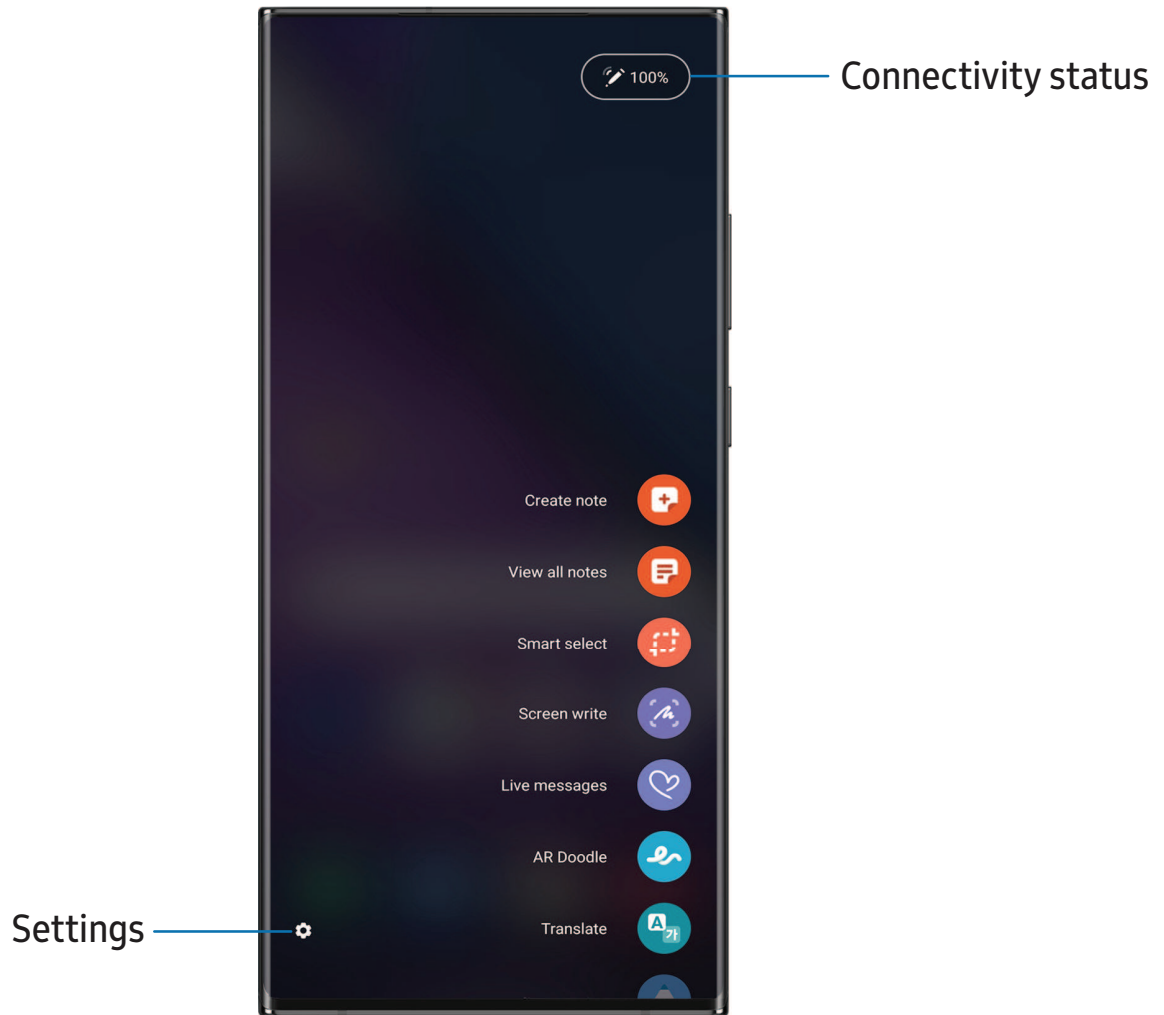 100%
Connectivity status
Create note
View all notes
Smart select
Screen write
Live messages
AR Doodle
Settings
Translate
A
가